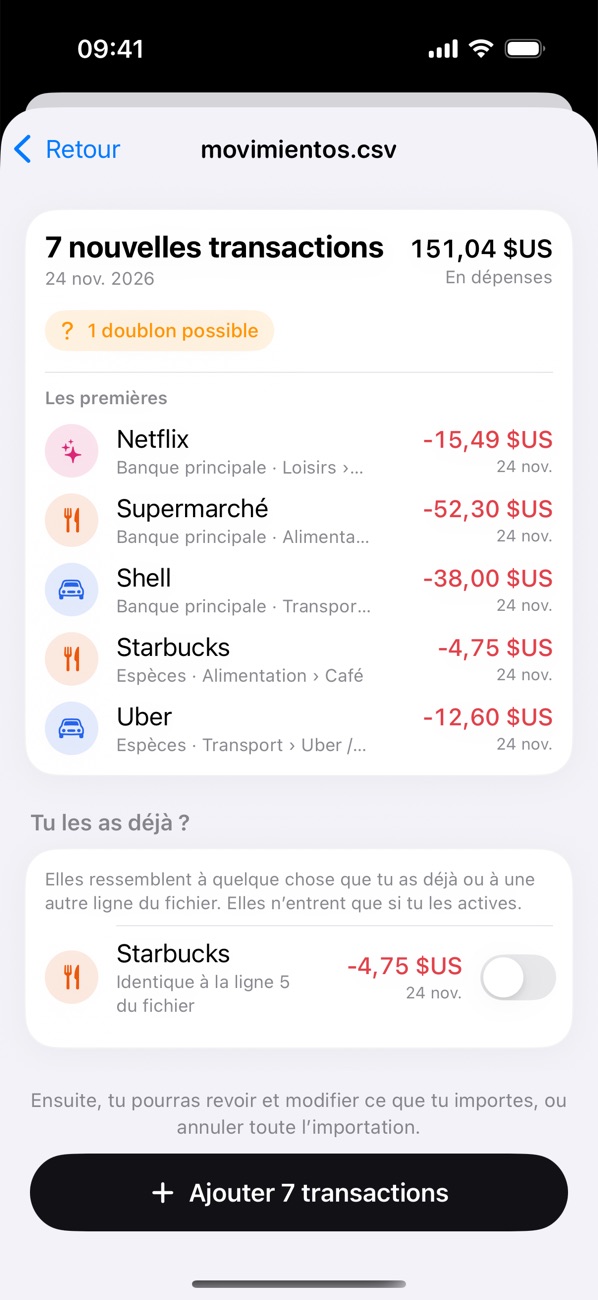 09:41
Retour
movimientos.csv
7 nouvelles transactions
151,04 $US
24 nov. 2026
En dépenses
? 1 doublon possible
Les premières
Netflix
-15,49 $US
Banque principale · Loisirs ›...
24 nov.
Supermarché
-52,30 $US
Banque principale · Alimenta...
24 nov.
Shell
-38,00 $US
Banque principale · Transpor...
24 nov.
Starbucks
-4,75 $US
Espèces · Alimentation › Café
24 nov.
Uber
-12,60 $US
Espèces · Transport › Uber /...
24 nov.
Tu les as déjà ?
Elles ressemblent à quelque chose que tu as déjà ou à une
autre ligne du fichier. Elles n’entrent que si tu les actives.
Starbucks
-4,75 $US
Identique à la ligne 5
24 nov.
du fichier
Ensuite, tu pourras revoir et modifier ce que tu importes, ou
annuler toute l’importation.
+ Ajouter 7 transactions